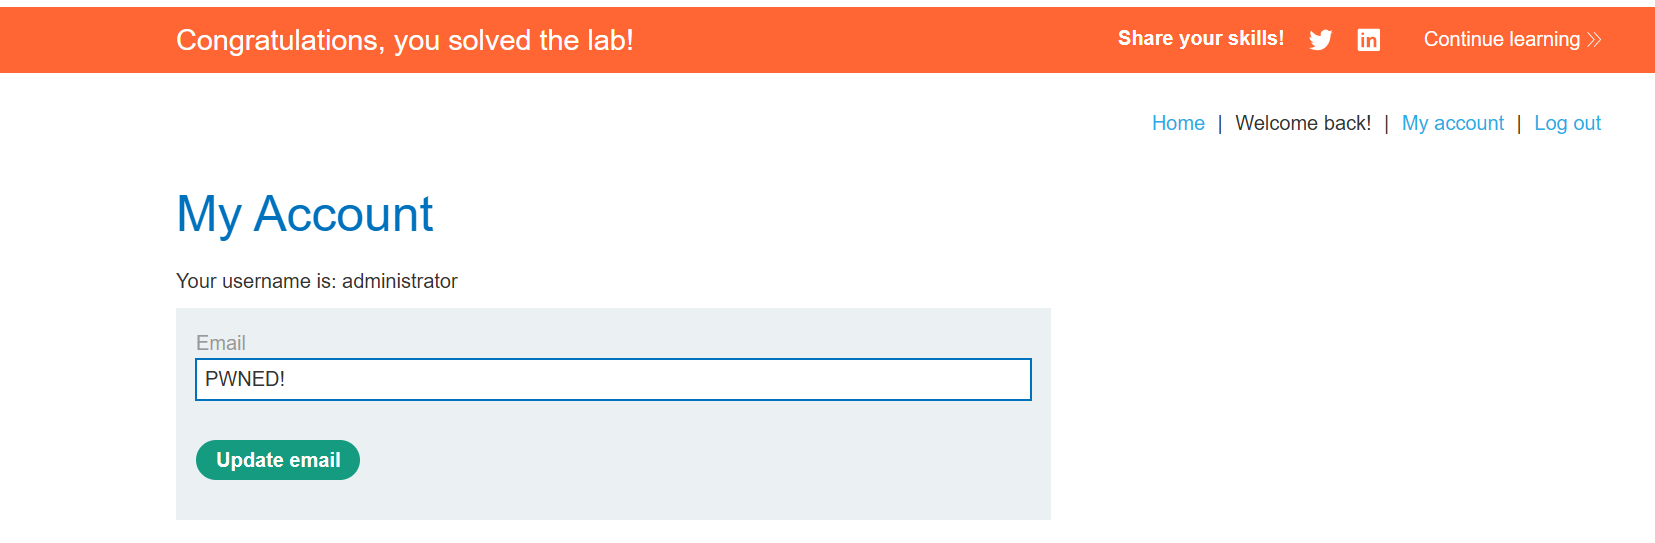 Congratulations, you solved the lab!
Share your skills!
Continue learning
Home | Welcome back! | My account | Log out
My Account
Your username is: administrator
Email
PWNED!
Update email